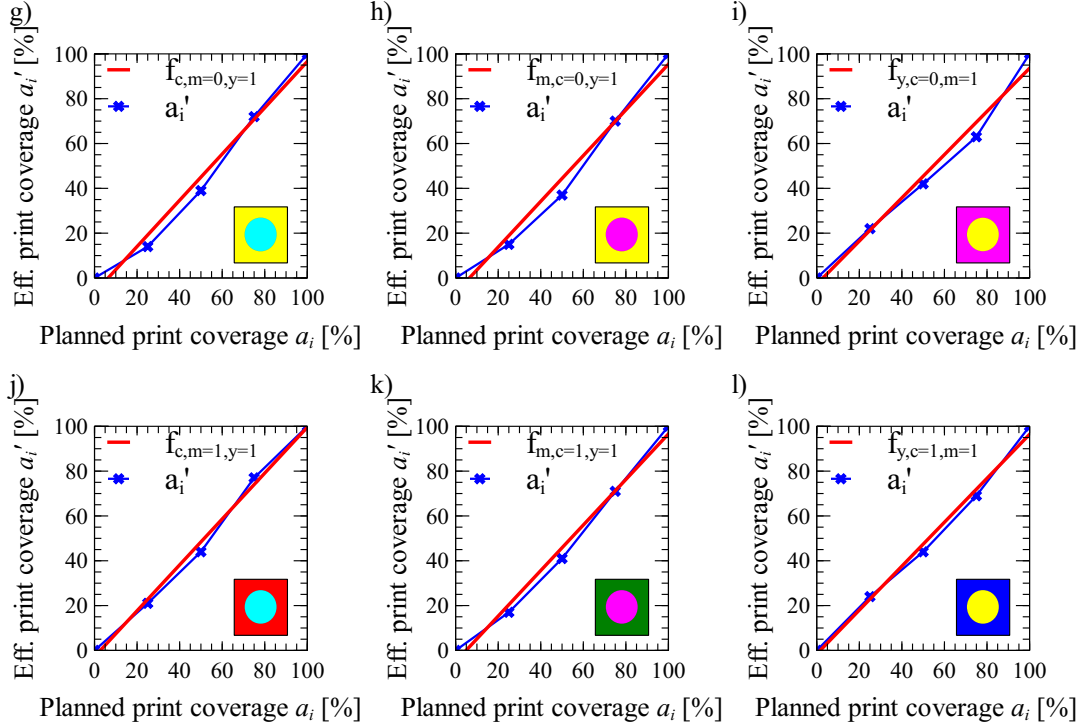 g)
Eff. print coverage a_i' [%]
100
80
60
40
20
0
f_{c,m=0,y=1}
a_i'
0 20 40 60 80 100
Planned print coverage a_i [%]
h)
Eff. print coverage a_i' [%]
100
80
60
40
20
0
f_{m,c=0,y=1}
a_i'
0 20 40 60 80 100
Planned print coverage a_i [%]
i)
Eff. print coverage a_i' [%]
100
80
60
40
20
0
f_{y,c=0,m=1}
a_i'
0 20 40 60 80 100
Planned print coverage a_i [%]
j)
Eff. print coverage a_i' [%]
100
80
60
40
20
0
f_{c,m=1,y=1}
a_i'
0 20 40 60 80 100
Planned print coverage a_i [%]
k)
Eff. print coverage a_i' [%]
100
80
60
40
20
0
f_{m,c=1,y=1}
a_i'
0 20 40 60 80 100
Planned print coverage a_i [%]
l)
Eff. print coverage a_i' [%]
100
80
60
40
20
0
f_{y,c=1,m=1}
a_i'
0 20 40 60 80 100
Planned print coverage a_i [%]